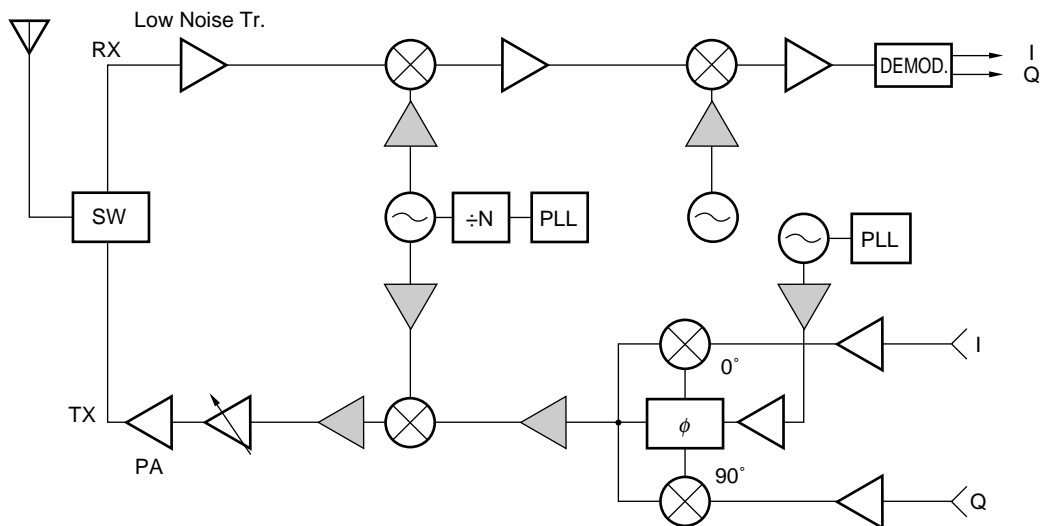 Low Noise Tr.
RX
DEMOD.
I
Q
SW
÷N
PLL
PLL
I
0˚
TX
ϕ
PA
90˚
Q